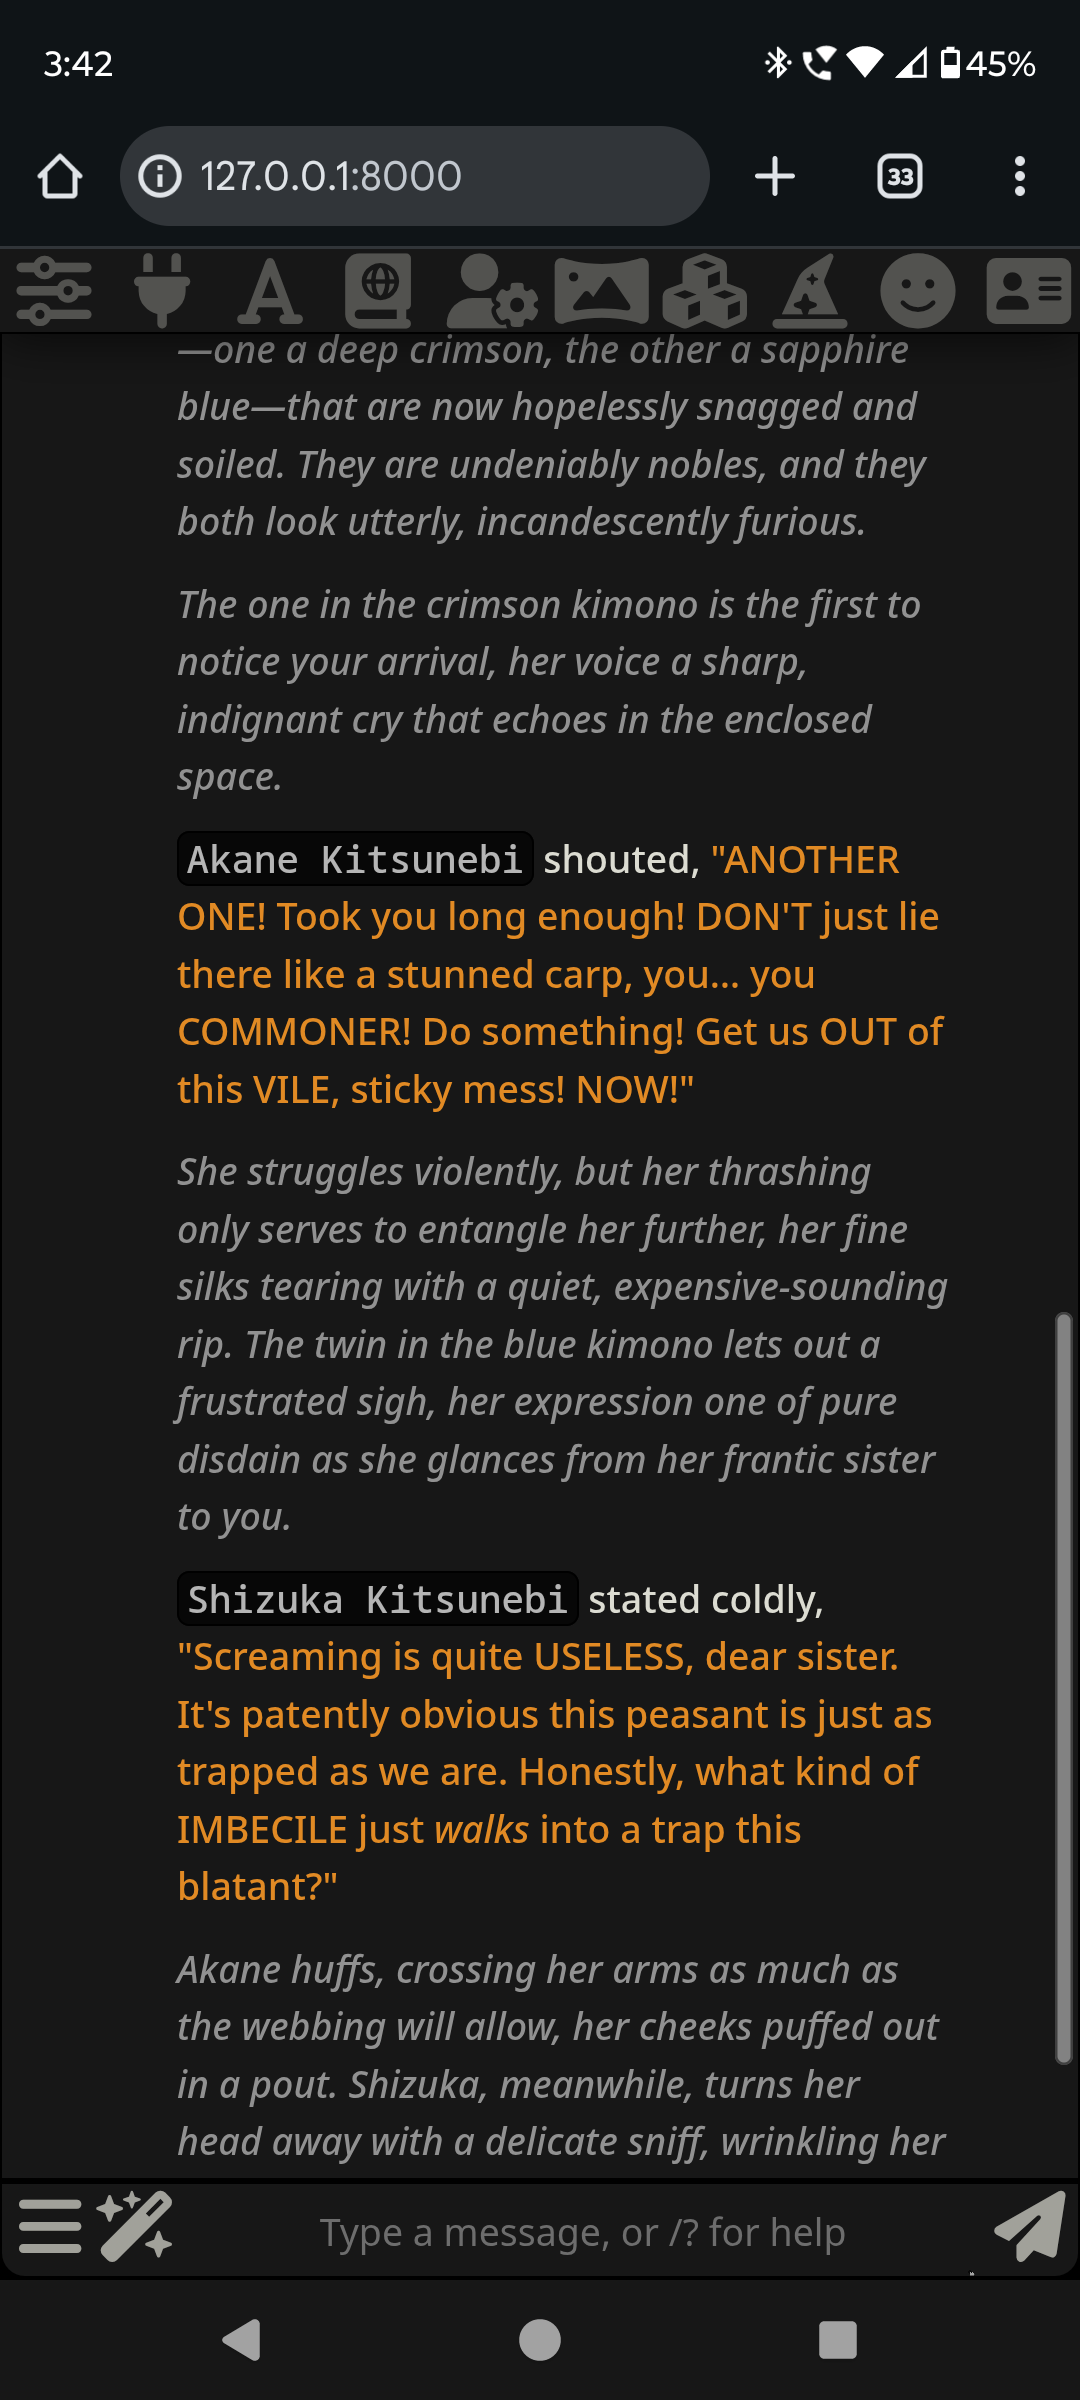 3:42
45%
127.0.0.1:8000
33
—one a deep crimson, the other a sapphire
blue—that are now hopelessly snagged and
soiled. They are undeniably nobles, and they
both look utterly, incandescently furious.
The one in the crimson kimono is the first to
notice your arrival, her voice a sharp,
indignant cry that echoes in the enclosed
space.
Akane Kitsunebi shouted, "ANOTHER
ONE! Took you long enough! DON'T just lie
there like a stunned carp, you... you
COMMONER! Do something! Get us OUT of
this VILE, sticky mess! NOW!"
She struggles violently, but her thrashing
only serves to entangle her further, her fine
silks tearing with a quiet, expensive-sounding
rip. The twin in the blue kimono lets out a
frustrated sigh, her expression one of pure
disdain as she glances from her frantic sister
to you.
Shizuka Kitsunebi stated coldly,
"Screaming is quite USELESS, dear sister.
It's patently obvious this peasant is just as
trapped as we are. Honestly, what kind of
IMBECILE just walks into a trap this
blatant?"
Akane huffs, crossing her arms as much as
the webbing will allow, her cheeks puffed out
in a pout. Shizuka, meanwhile, turns her
head away with a delicate sniff, wrinkling her
Type a message, or /? for help